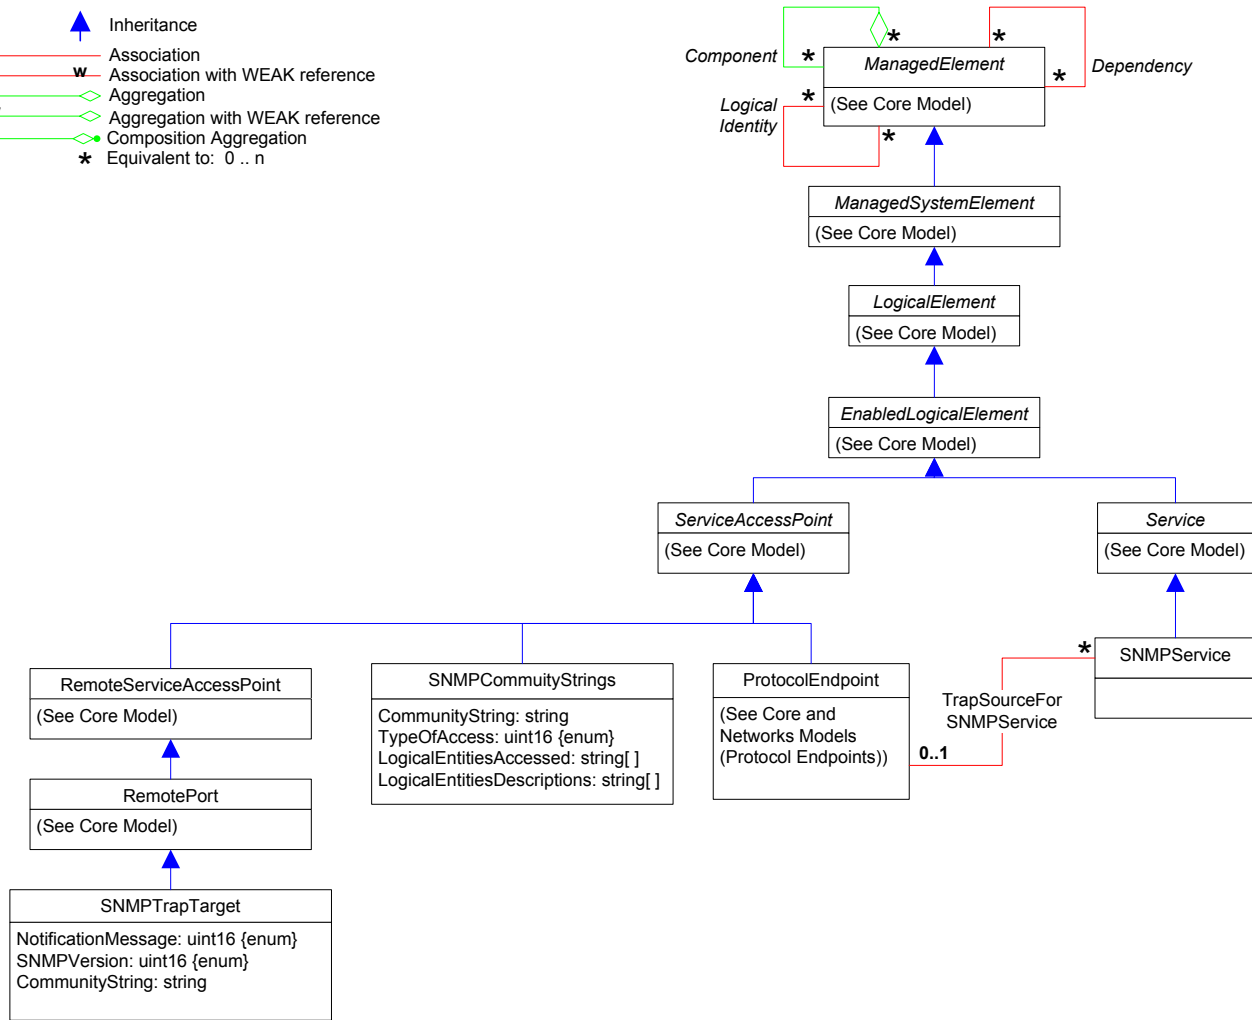 Inheritance
Association
w
Association with WEAK reference
Aggregation
Aggregation with WEAK reference
Composition Aggregation
* Equivalent to: 0 .. n
Component
*
*
*
*
Dependency
ManagedElement
(See Core Model)
Logical
Identity
*
*
ManagedSystemElement
(See Core Model)
LogicalElement
(See Core Model)
EnabledLogicalElement
(See Core Model)
ServiceAccessPoint
(See Core Model)
Service
(See Core Model)
RemoteServiceAccessPoint
(See Core Model)
SNMPCommuityStrings
CommunityString: string
TypeOfAccess: uint16 {enum}
LogicalEntitiesAccessed: string[ ]
LogicalEntitiesDescriptions: string[ ]
ProtocolEndpoint
(See Core and
Networks Models
(Protocol Endpoints))
0..1
TrapSourceFor
SNMPService
*
SNMPService
RemotePort
(See Core Model)
SNMPTrapTarget
NotificationMessage: uint16 {enum}
SNMPVersion: uint16 {enum}
CommunityString: string